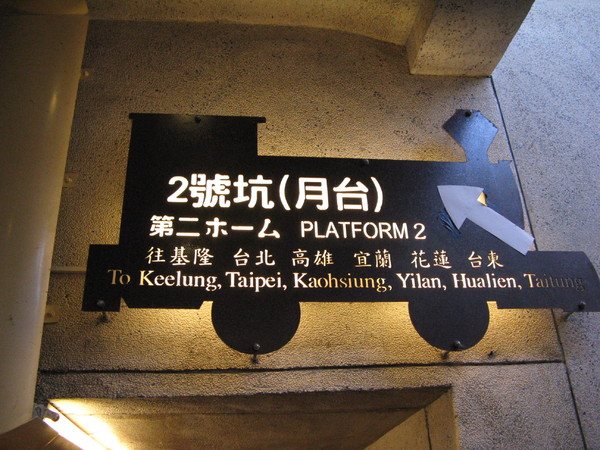 2號坑(月台)
第二ホーム PLATFORM 2
往基隆 台北 高雄 宜蘭 花蓮 台東
To Keelung, Taipei, Kaohsiung, Yilan, Hualien, Taitung